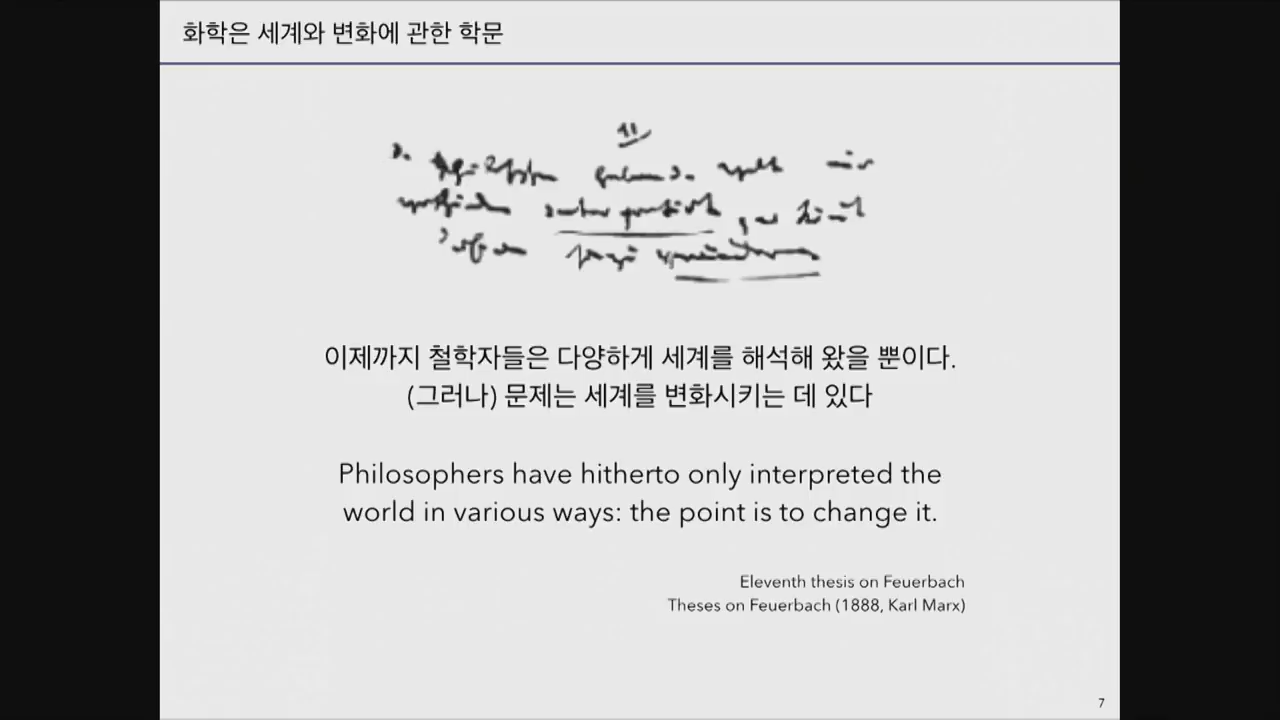 화학은 세계와 변화에 관한 학문
11
이제까지 철학자들은 다양하게 세계를 해석해 왔을 뿐이다.
(그러나) 문제는 세계를 변화시키는 데 있다
Philosophers have hitherto only interpreted the
world in various ways: the point is to change it.
Eleventh thesis on Feuerbach
Theses on Feuerbach (1888, Karl Marx)
7